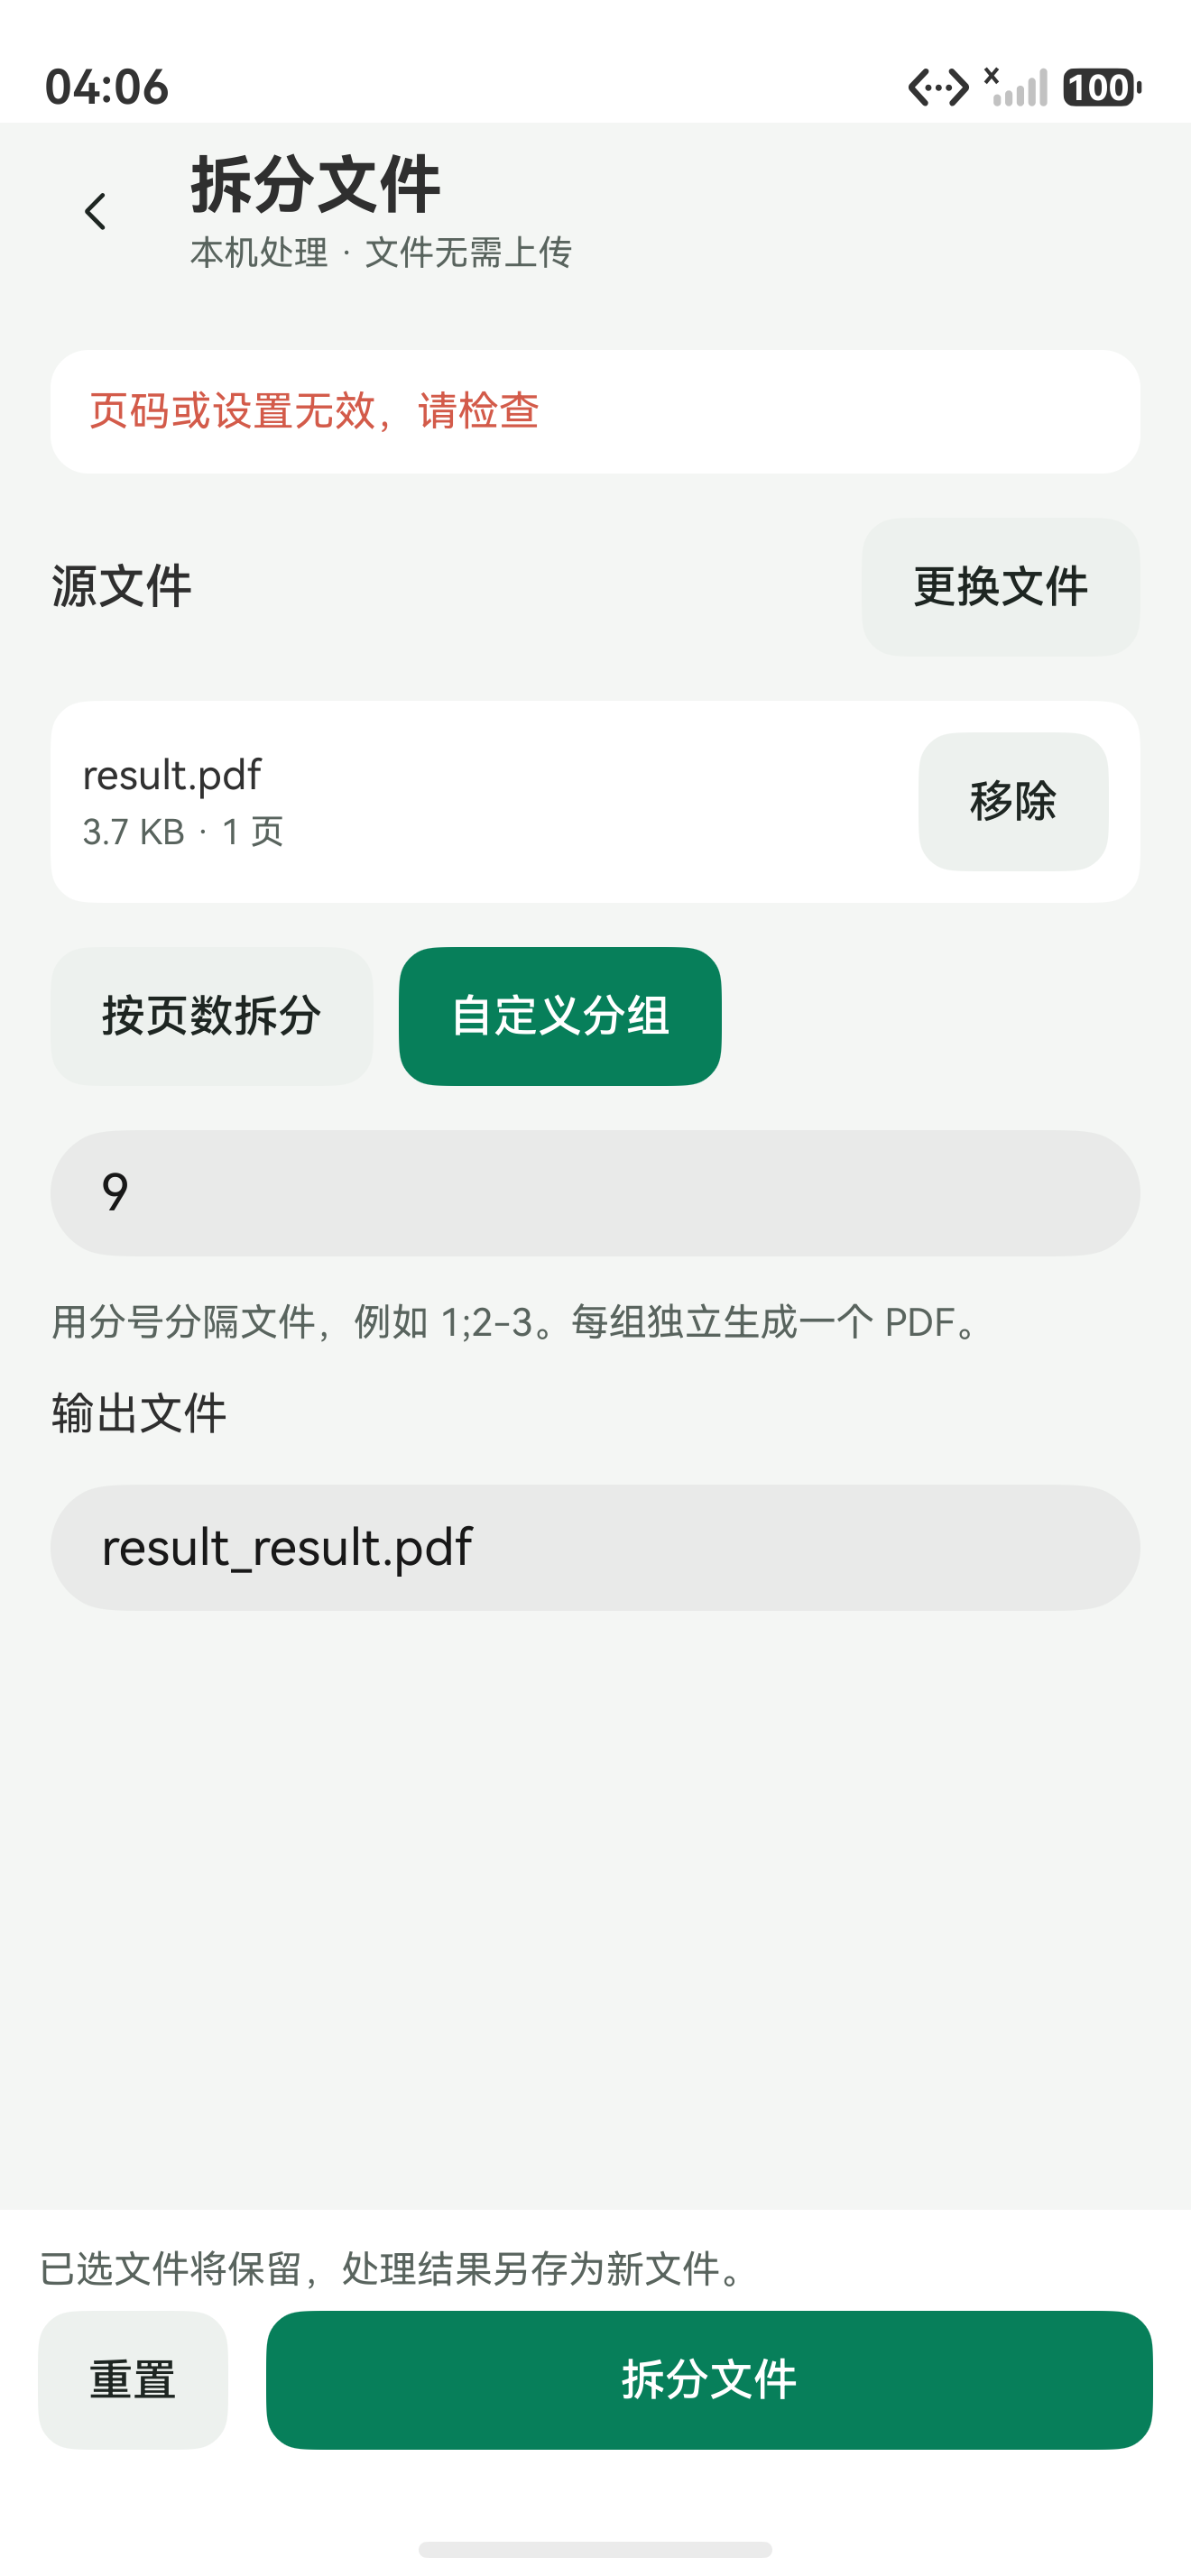 04:06
100
拆分文件
本机处理 · 文件无需上传
页码或设置无效，请检查
源文件
更换文件
result.pdf
移除
3.7 KB · 1 页
按页数拆分
自定义分组
9
用分号分隔文件，例如 1;2-3。每组独立生成一个 PDF。
输出文件
result_result.pdf
已选文件将保留，处理结果另存为新文件。
重置
拆分文件